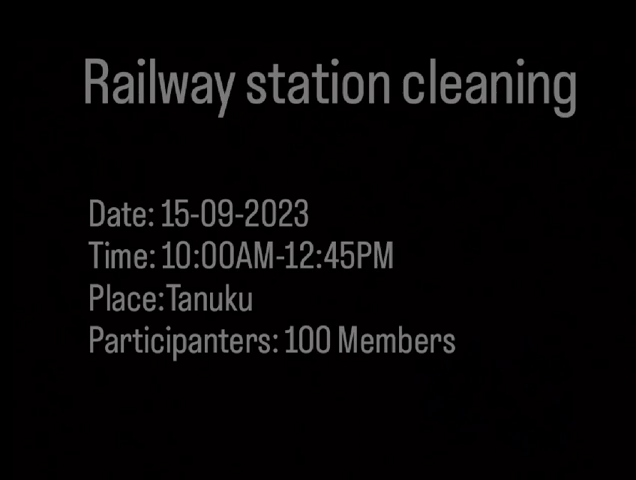 Railway station cleaning
Date: 15-09-2023
Time: 10:00AM-12:45PM
Place:Tanuku
Participanters: 100 Members